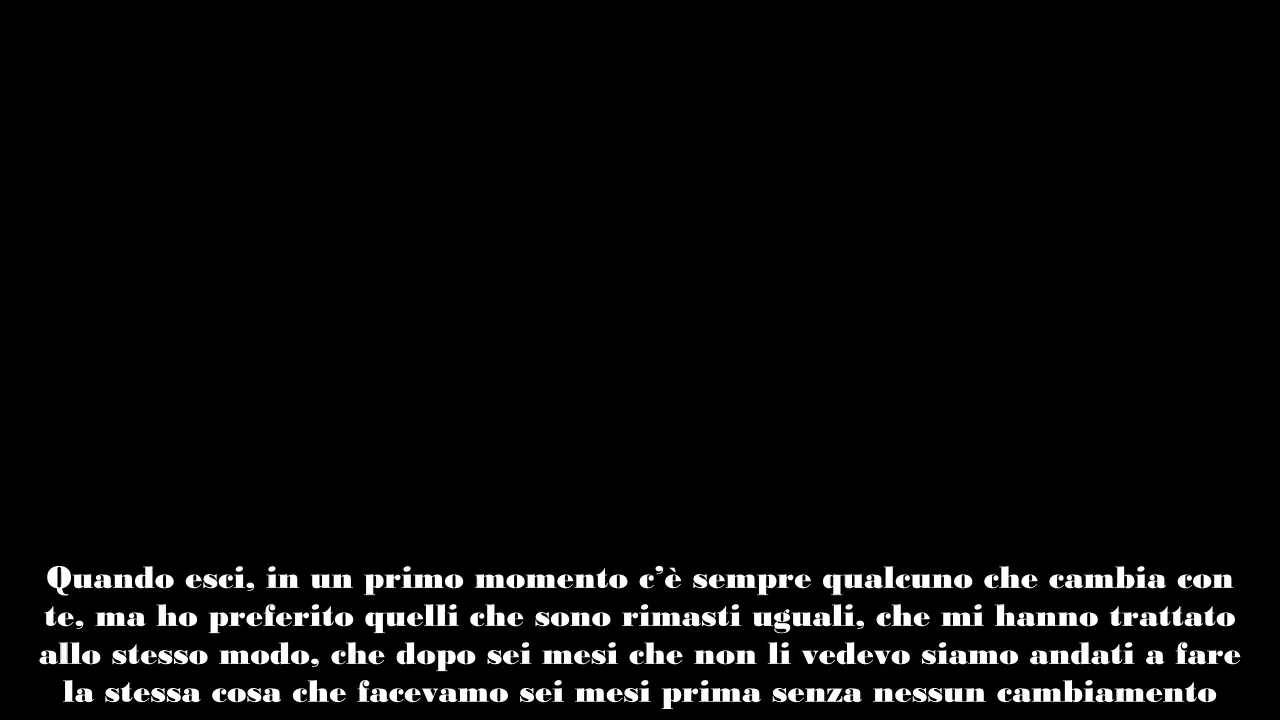 Quando esci, in un primo momento c’è sempre qualcuno che cambia con
te, ma ho preferito quelli che sono rimasti uguali, che mi hanno trattato
allo stesso modo, che dopo sei mesi che non li vedevo siamo andati a fare
la stessa cosa che facevamo sei mesi prima senza nessun cambiamento